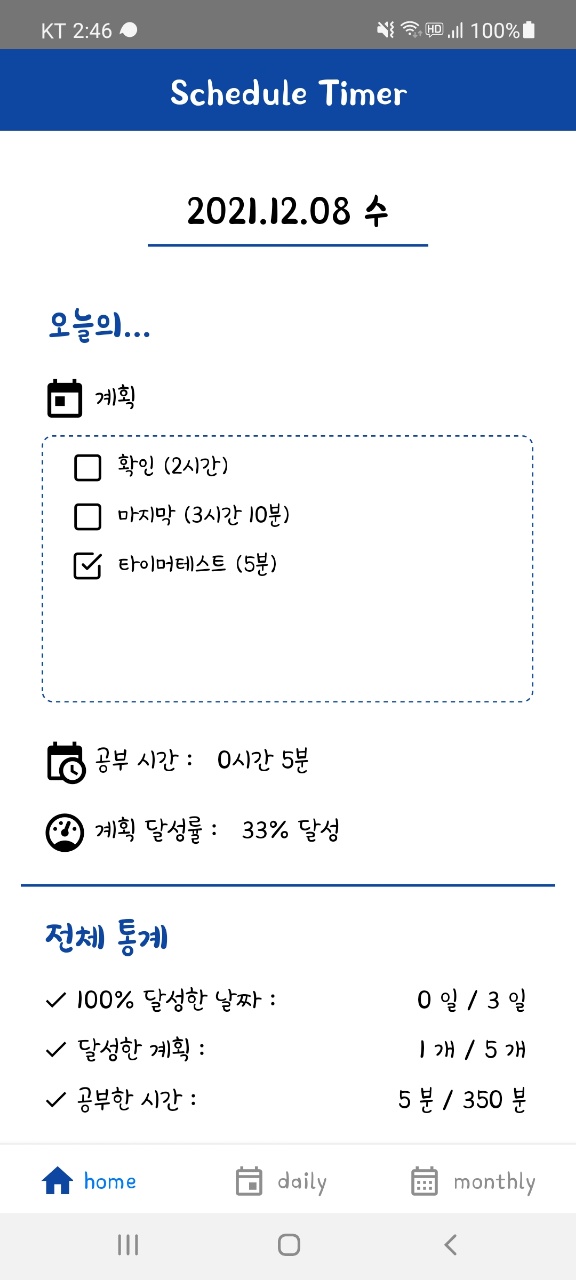 KT 2:46 HD 100%
Schedule Timer
2021.12.08 수
오늘의...
계획
확인 (2시간)
마지막 (3시간 10분)
타이머테스트 (5분)
공부 시간 : 0시간 5분
계획 달성률 : 33% 달성
전체 통계
100% 달성한 날짜 : 0 일 / 3 일
달성한 계획 : 1 개 / 5 개
공부한 시간 : 5 분 / 350 분
home daily monthly